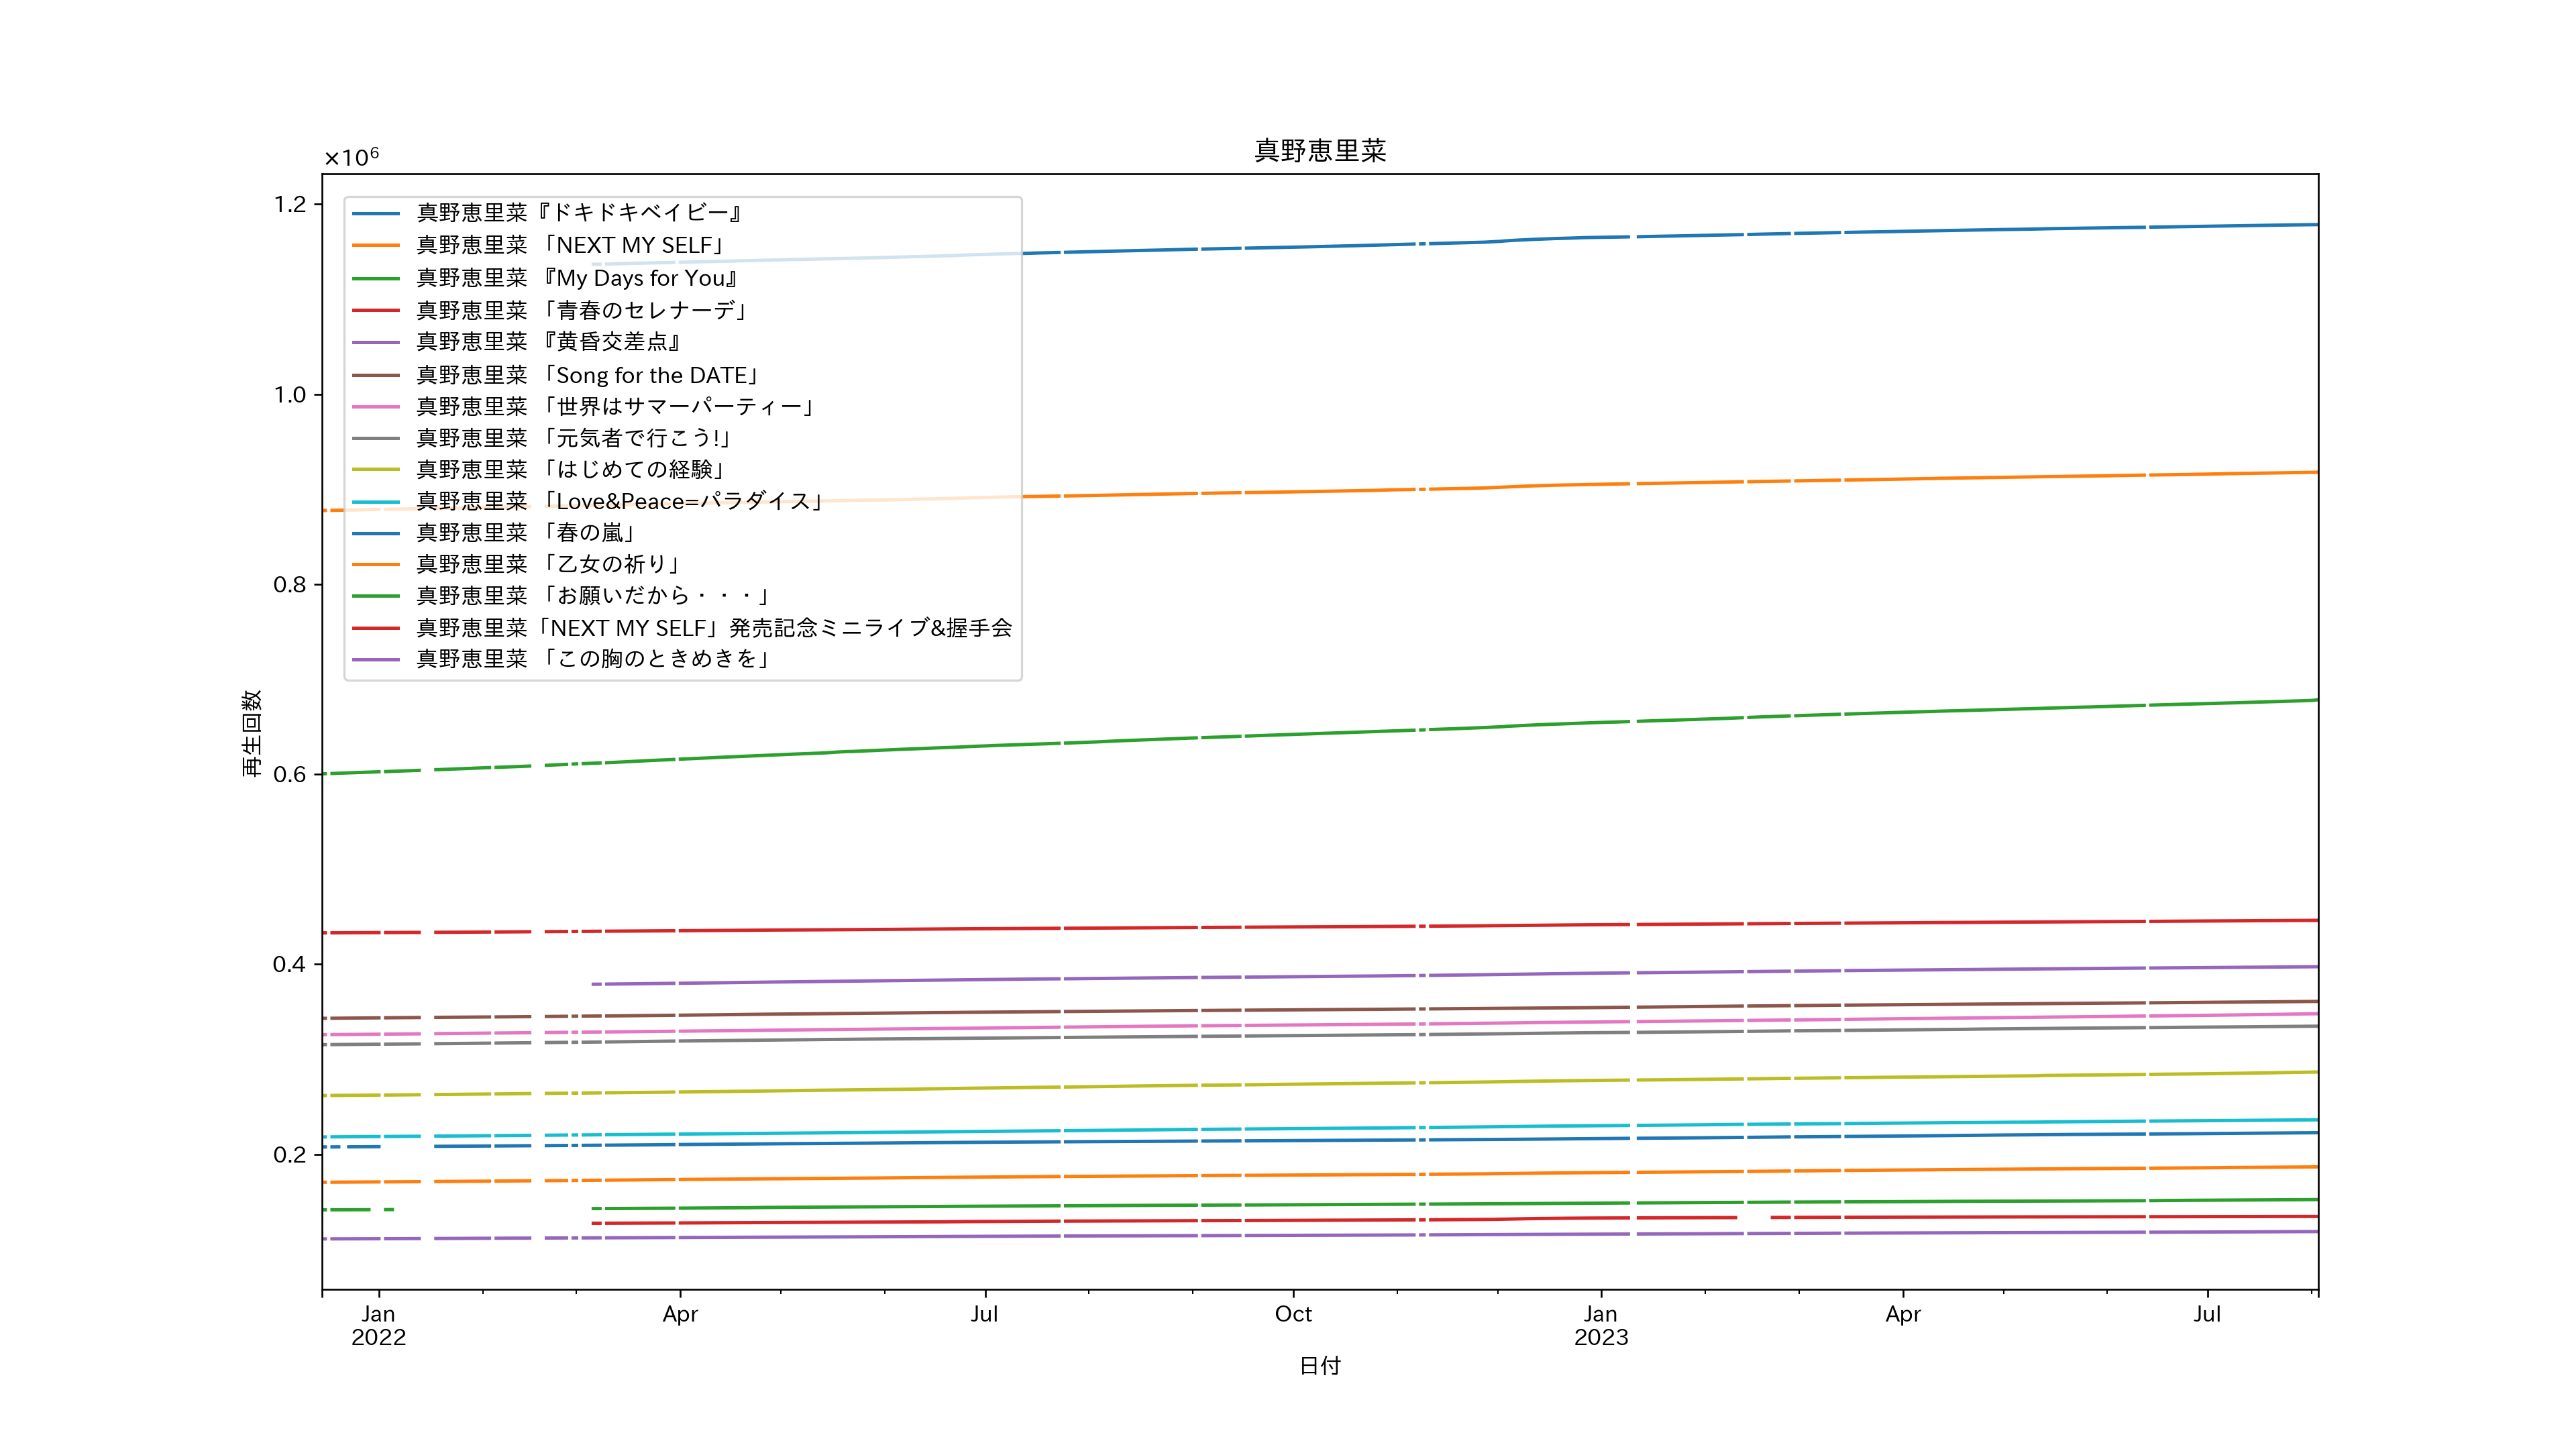 真野恵里菜
×10⁶
1.2
1.0
0.8
0.6
0.4
0.2
再生回数
真野恵里菜『ドキドキベイビー』
真野恵里菜 「NEXT MY SELF」
真野恵里菜 『My Days for You』
真野恵里菜 「青春のセレナーデ」
真野恵里菜 『黄昏交差点』
真野恵里菜 「Song for the DATE」
真野恵里菜 「世界はサマーパーティー」
真野恵里菜 「元気者で行こう!」
真野恵里菜 「はじめての経験」
真野恵里菜 「Love&Peace=パラダイス」
真野恵里菜 「春の嵐」
真野恵里菜 「乙女の祈り」
真野恵里菜 「お願いだから・・・」
真野恵里菜「NEXT MY SELF」発売記念ミニライブ&握手会
真野恵里菜 「この胸のときめきを」
Jan Apr Jul Oct Jan Apr Jul
2022 2023
日付